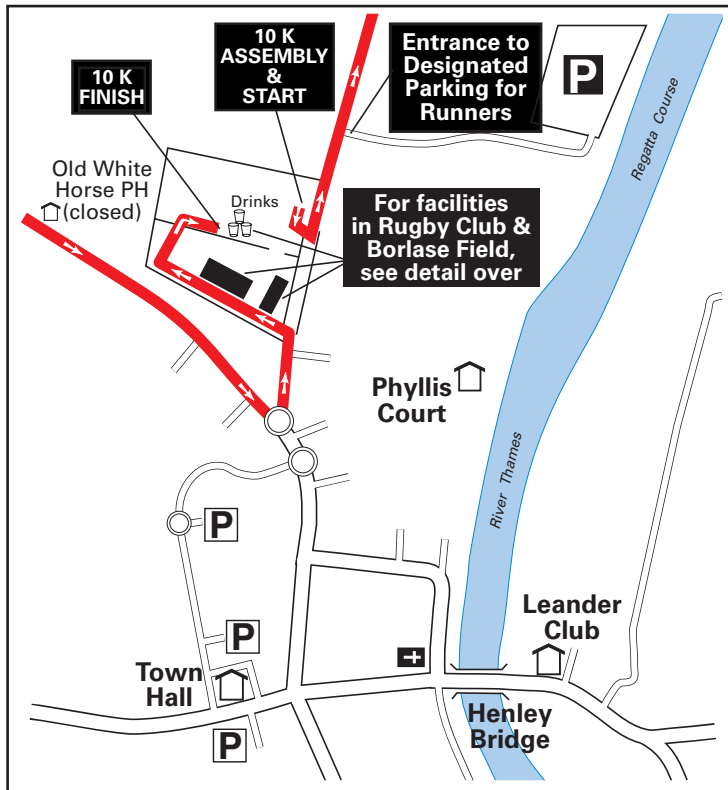 10 K
FINISH
10 K
ASSEMBLY
&
START
Entrance to
Designated
Parking for
Runners
P
Regatta Course
Old White
Horse PH
(closed)
Drinks
For facilities
in Rugby Club &
Borlase Field,
see detail over
Phyllis
Court
River Thames
P
P
Town
Hall
P
Leander
Club
Henley
Bridge